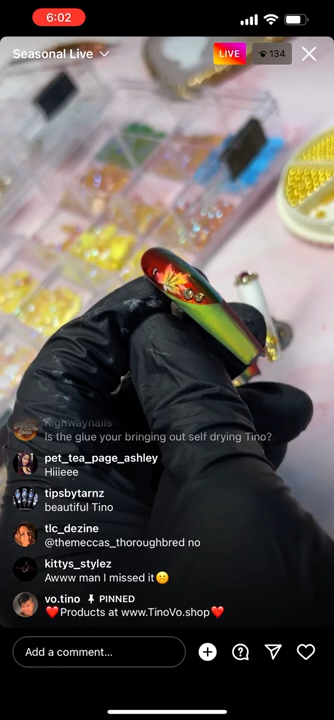 6:02
Seasonal Live
LIVE
134
highwaynails
Is the glue your bringing out self drying Tino?
pet_tea_page_ashley
Hiiieee
tipsbytarnz
beautiful Tino
tlc_dezine
@themeccas_thoroughbred no
kittys_stylez
Awww man I missed it☹️
vo.tino PINNED
❤️Products at www.TinoVo.shop❤️
Add a comment...